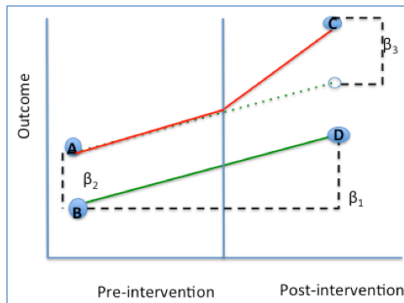 C
β3
Outcome
A
D
β2
β1
B
Pre-intervention
Post-intervention